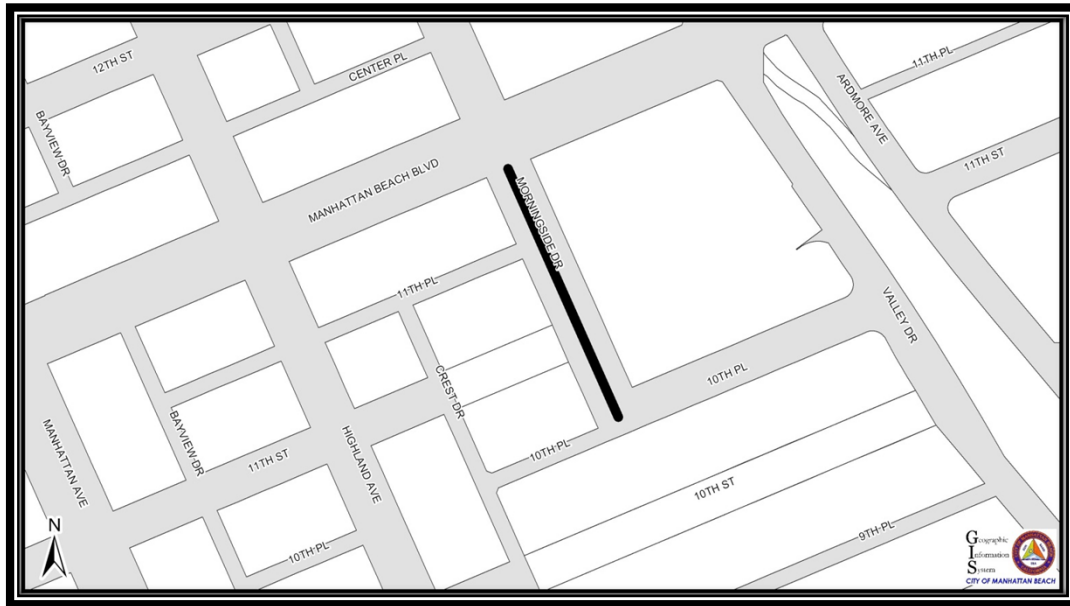 12TH ST
CENTER PL
11TH PL
ARDMORE AVE
BAYVIEW DR
11TH ST
MANHATTAN BEACH BLVD
MORNINGSIDE DR
11TH PL
VALLEY DR
10TH PL
CREST DR
BAYVIEW DR
MANHATTAN AVE
HIGHLAND AVE
10TH PL
11TH ST
10TH ST
10TH PL
9TH PL
N
Geographic
Information
System
CITY OF MANHATTAN BEACH